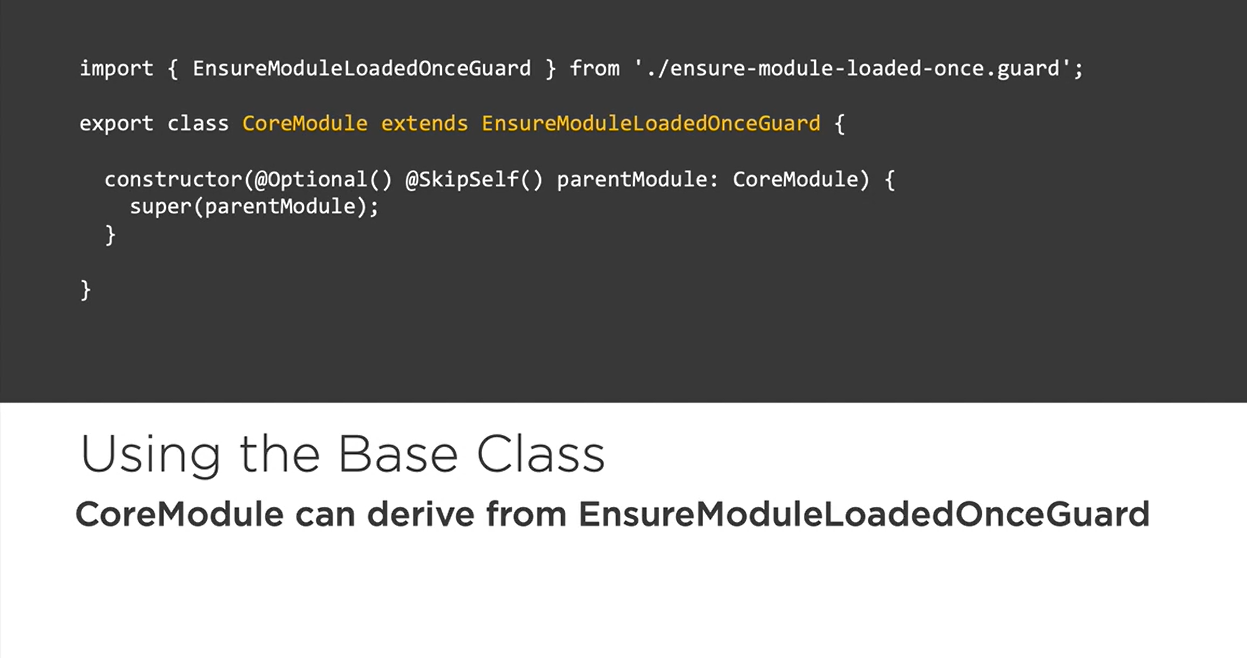 import { EnsureModuleLoadedOnceGuard } from './ensure-module-loaded-once.guard';
export class CoreModule extends EnsureModuleLoadedOnceGuard {
constructor(@Optional() @SkipSelf() parentModule: CoreModule) {
super(parentModule);
}
}
Using the Base Class
CoreModule can derive from EnsureModuleLoadedOnceGuard